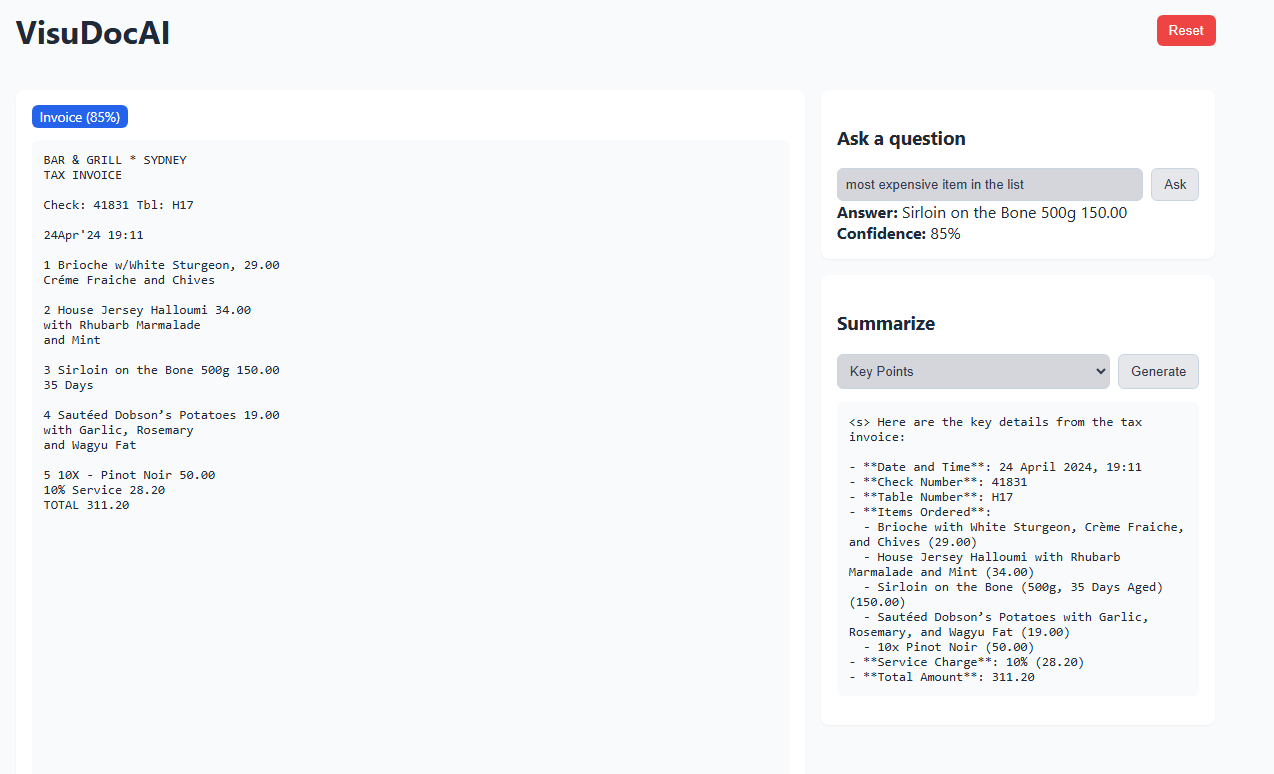 VisuDocAI
Reset
Invoice (85%)
BAR & GRILL * SYDNEY
TAX INVOICE
Check: 41831 Tbl: H17
24Apr'24 19:11
1 Brioche w/White Sturgeon, 29.00
Créme Fraiche and Chives
2 House Jersey Halloumi 34.00
with Rhubarb Marmalade
and Mint
3 Sirloin on the Bone 500g 150.00
35 Days
4 Sautéed Dobson’s Potatoes 19.00
with Garlic, Rosemary
and Wagyu Fat
5 10X - Pinot Noir 50.00
10% Service 28.20
TOTAL 311.20
Ask a question
most expensive item in the list
Ask
Answer: Sirloin on the Bone 500g 150.00
Confidence: 85%
Summarize
Key Points
Generate
<s> Here are the key details from the tax
invoice:
- **Date and Time**: 24 April 2024, 19:11
- **Check Number**: 41831
- **Table Number**: H17
- **Items Ordered**:
- Brioche with White Sturgeon, Crème Fraiche,
and Chives (29.00)
- House Jersey Halloumi with Rhubarb
Marmalade and Mint (34.00)
- Sirloin on the Bone (500g, 35 Days Aged)
(150.00)
- Sautéed Dobson’s Potatoes with Garlic,
Rosemary, and Wagyu Fat (19.00)
- 10x Pinot Noir (50.00)
- **Service Charge**: 10% (28.20)
- **Total Amount**: 311.20